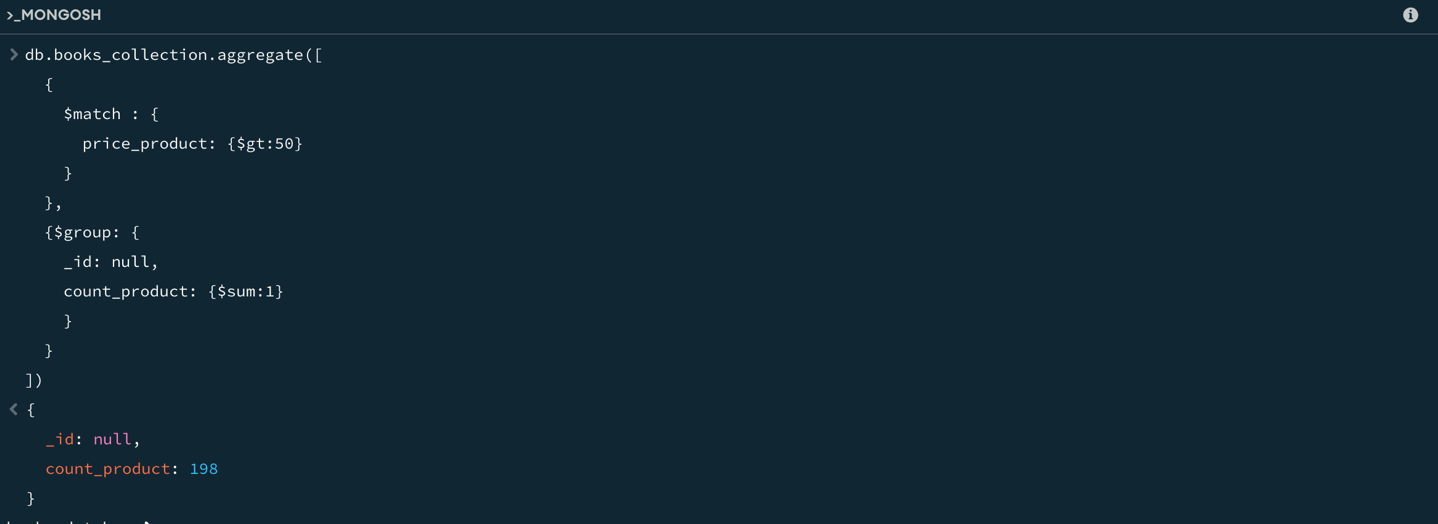 >_MONGOSH
> db.books_collection.aggregate([
{
$match : {
price_product: {$gt:50}
}
},
{$group: {
_id: null,
count_product: {$sum:1}
}
}
])
< {
_id: null,
count_product: 198
}